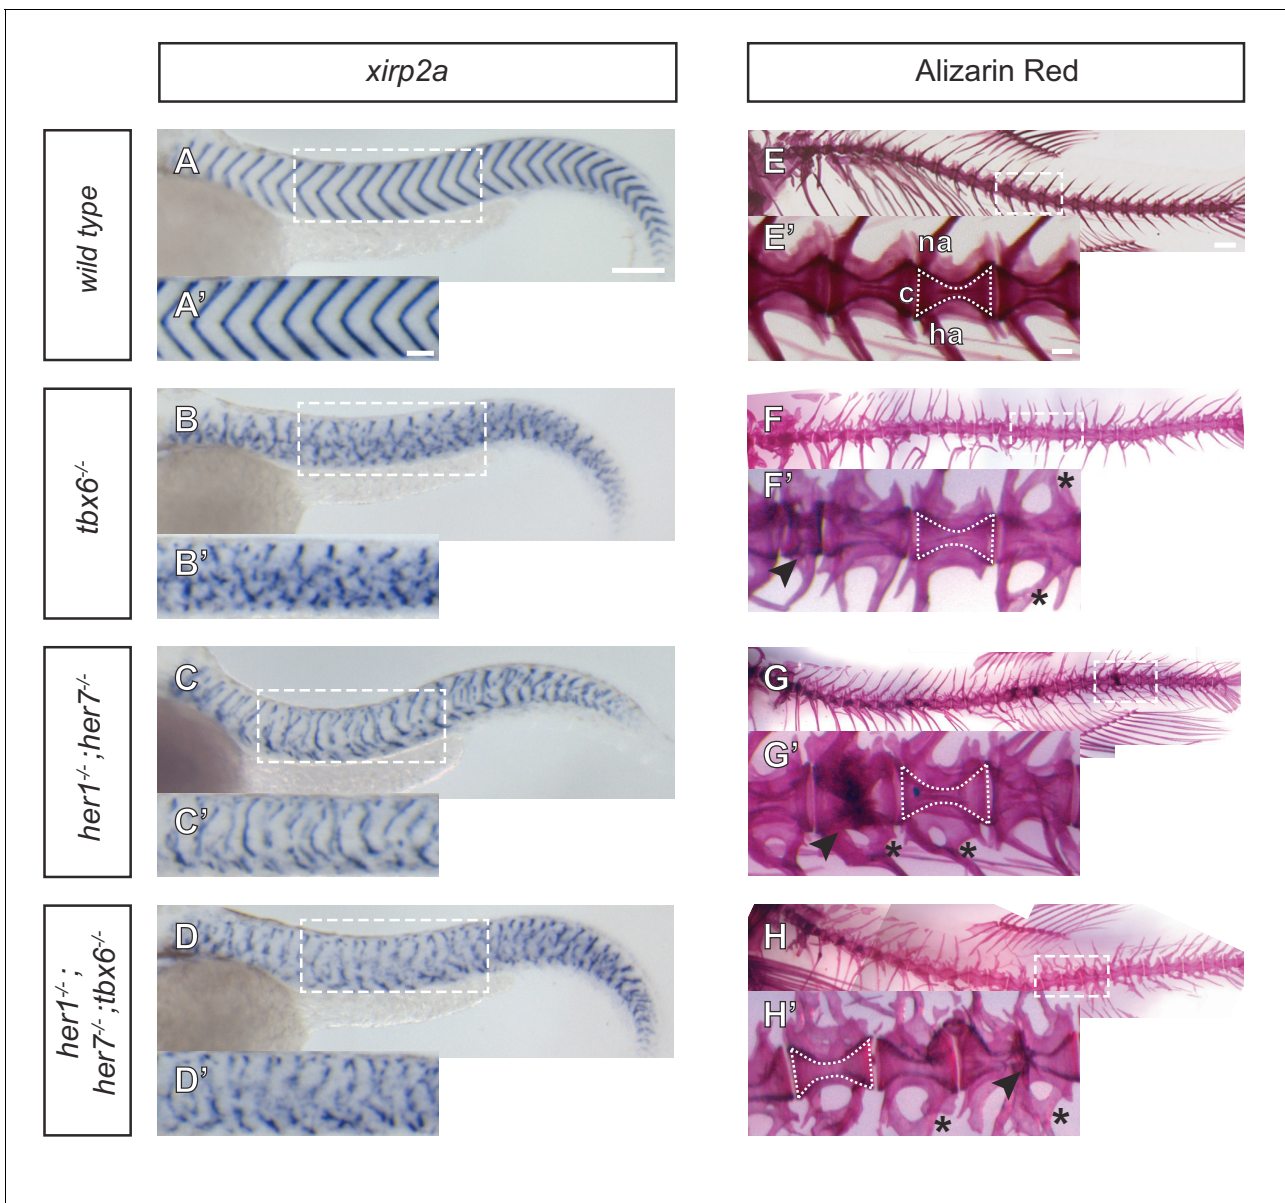 xirp2a
Alizarin Red
wild type
A
A'
E
E'
na
c
ha
tbx6-/-
B
B'
F
F'
*
*
her1-/-;her7-/-
C
C'
G
G'
* *
her1-/-;
her7-/-;tbx6-/-
D
D'
H
H'
* *